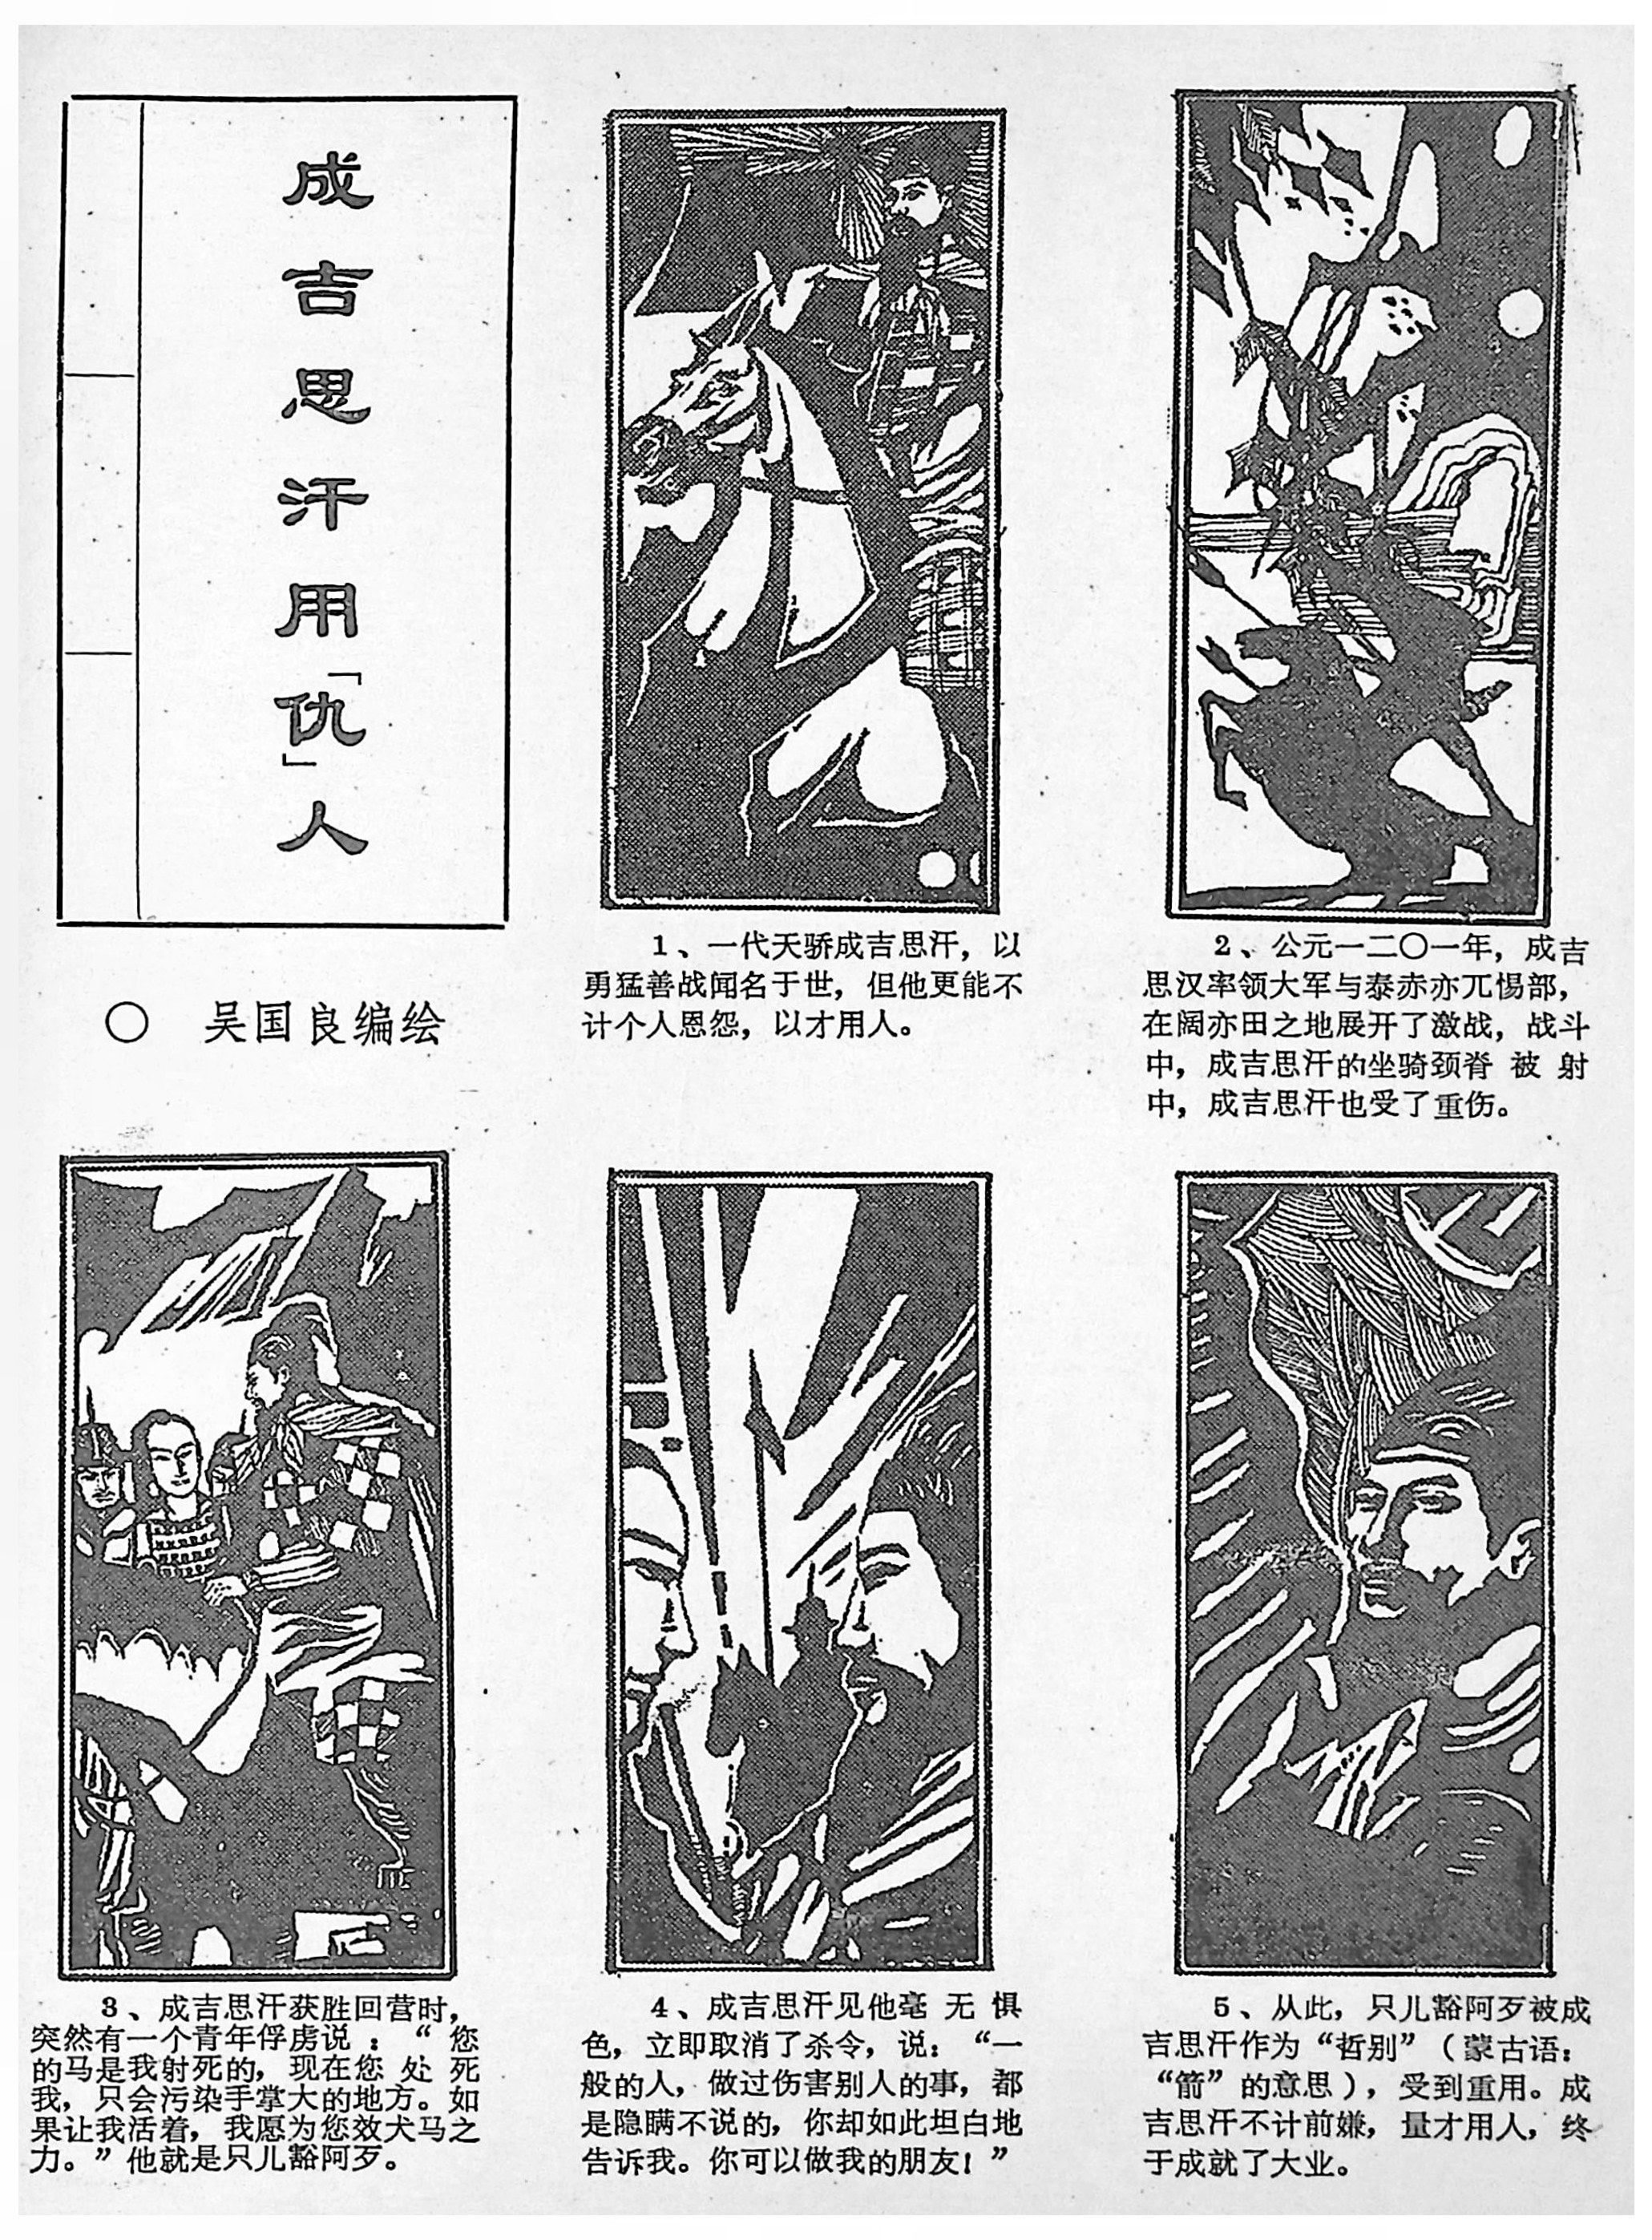 成吉思汗用「仇」人
○ 吴国良编绘
1、一代天骄成吉思汗，以
勇猛善战闻名于世，但他更能不
计个人恩怨，以才用人。
2、公元一二〇一年，成吉
思汉率领大军与泰赤亦兀惕部，
在阔亦田之地展开了激战，战斗
中，成吉思汗的坐骑颈脊被射
中，成吉思汗也受了重伤。
3、成吉思汗获胜回营时，
突然有一个青年俘虏说：“您
的马是我射死的，现在您处死
我，只会污染手掌大的地方。如
果让我活着，我愿为您效犬马之
力。”他就是只儿豁阿歹。
4、成吉思汗见他毫无惧
色，立即取消了杀令，说：“一
般的人，做过伤害别人的事，都
是隐瞒不说的，你却如此坦白地
告诉我。你可以做我的朋友！”
5、从此，只儿豁阿歹被成
吉思汗作为“哲别”（蒙古语：
“箭”的意思），受到重用。成
吉思汗不计前嫌，量才用人，终
于成就了大业。